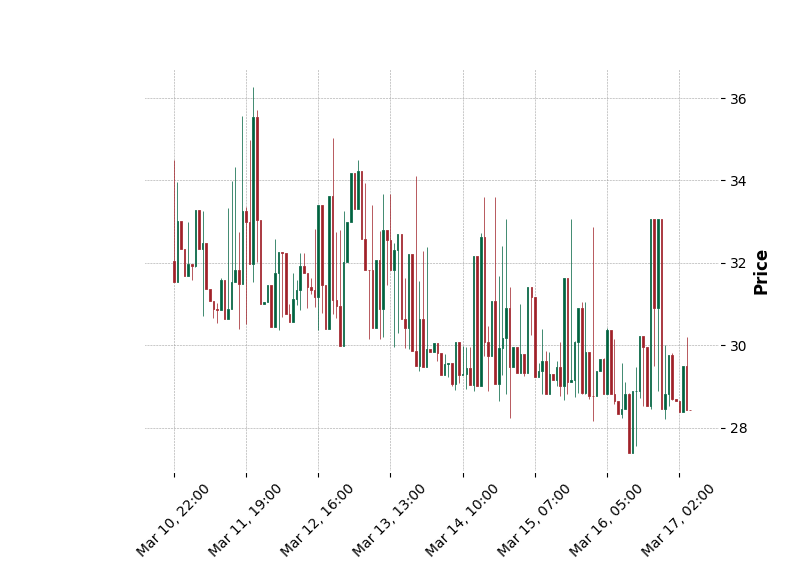 36
34
32
30
28
Price
Mar 10, 22:00
Mar 11, 19:00
Mar 12, 16:00
Mar 13, 13:00
Mar 14, 10:00
Mar 15, 07:00
Mar 16, 05:00
Mar 17, 02:00